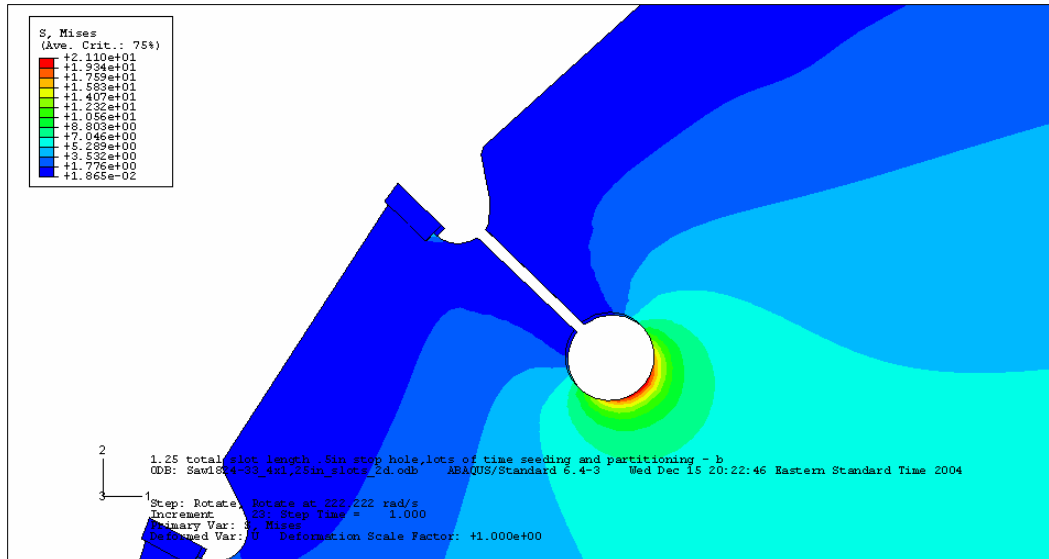 S, Mises
(Ave. Crit.: 75%)
+2.110e+01
+1.934e+01
+1.759e+01
+1.583e+01
+1.407e+01
+1.232e+01
+1.056e+01
+8.803e+00
+7.046e+00
+5.289e+00
+3.532e+00
+1.776e+00
+1.865e-02
2
3
1
1.25 total slot length .5in stop hole,lots of time seeding and partitioning - b
ODB: 2d.odb ABAQUS/Standard 6.4-3 Wed Dec 15 20:22:46 Eastern Standard Time 2004
Step: Rotate, Rotate at 222.222 rad/s
Increment 23: Step Time = 1.000
Primary Var: S, Mises
Deformed Var: U Deformation Scale Factor: +1.000e+00